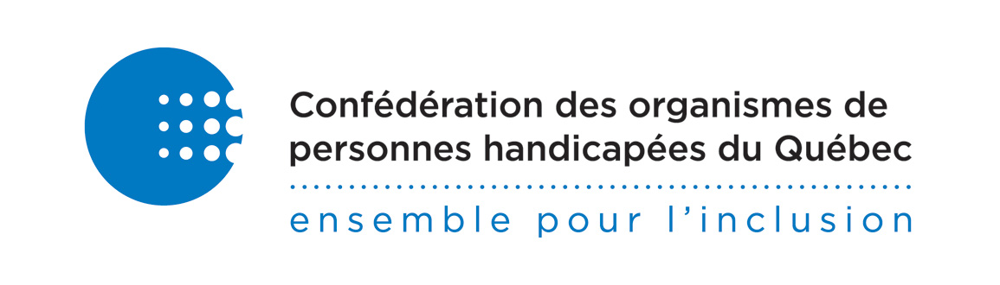 Confédération des organismes de
personnes handicapées du Québec
ensemble pour l'inclusion